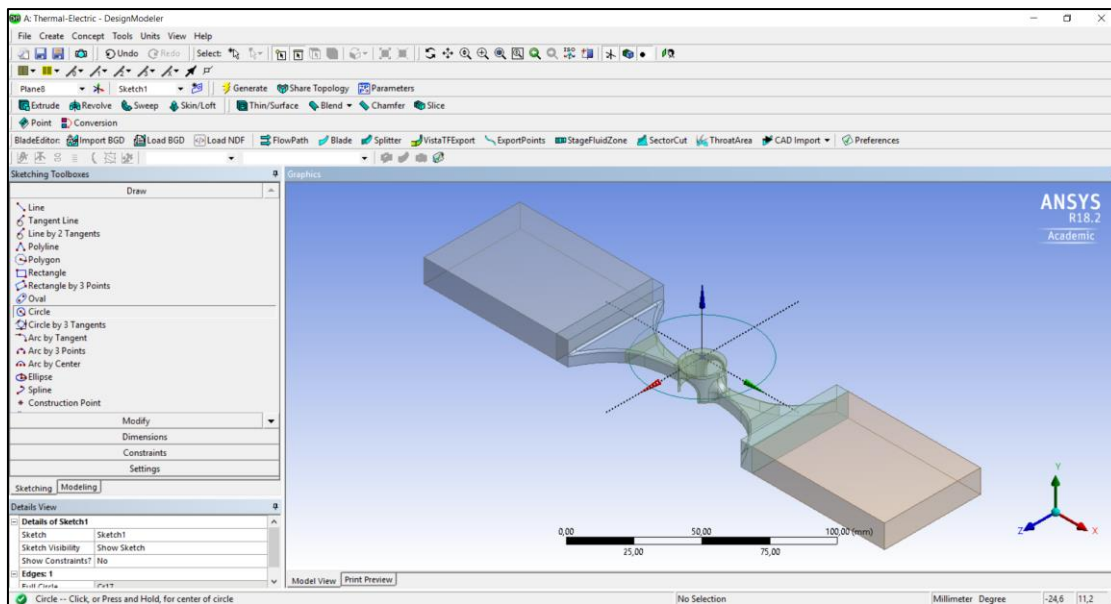 A: Thermal-Electric - DesignModeler
File Create Concept Tools Units View Help
Undo Redo Select:
Plane8 Sketch1 Generate Share Topology Parameters
Extrude Revolve Sweep Skin/Loft Thin/Surface Blend Chamfer Slice
Point Conversion
BladeEditor: Import BGD Load BGD Load NDF FlowPath Blade Splitter VistaTFExport ExportPoints StageFluidZone SectorCut ThroatArea CAD Import Preferences
Sketching Toolboxes
Draw
Line
Tangent Line
Line by 2 Tangents
Polyline
Polygon
Rectangle
Rectangle by 3 Points
Oval
Circle
Circle by 3 Tangents
Arc by Tangent
Arc by 3 Points
Arc by Center
Ellipse
Spline
Construction Point
Modify
Dimensions
Constraints
Settings
Sketching Modeling
Details View
Details of Sketch1
Sketch Sketch1
Sketch Visibility Show Sketch
Show Constraints? No
Edges: 1
Full Circle Cr17
Graphics
ANSYS
R18.2
Academic
0,00 50,00 100,00 (mm)
25,00 75,00
Y
Z X
Model View Print Preview
Circle -- Click, or Press and Hold, for center of circle No Selection Millimeter Degree -24,6 11,2